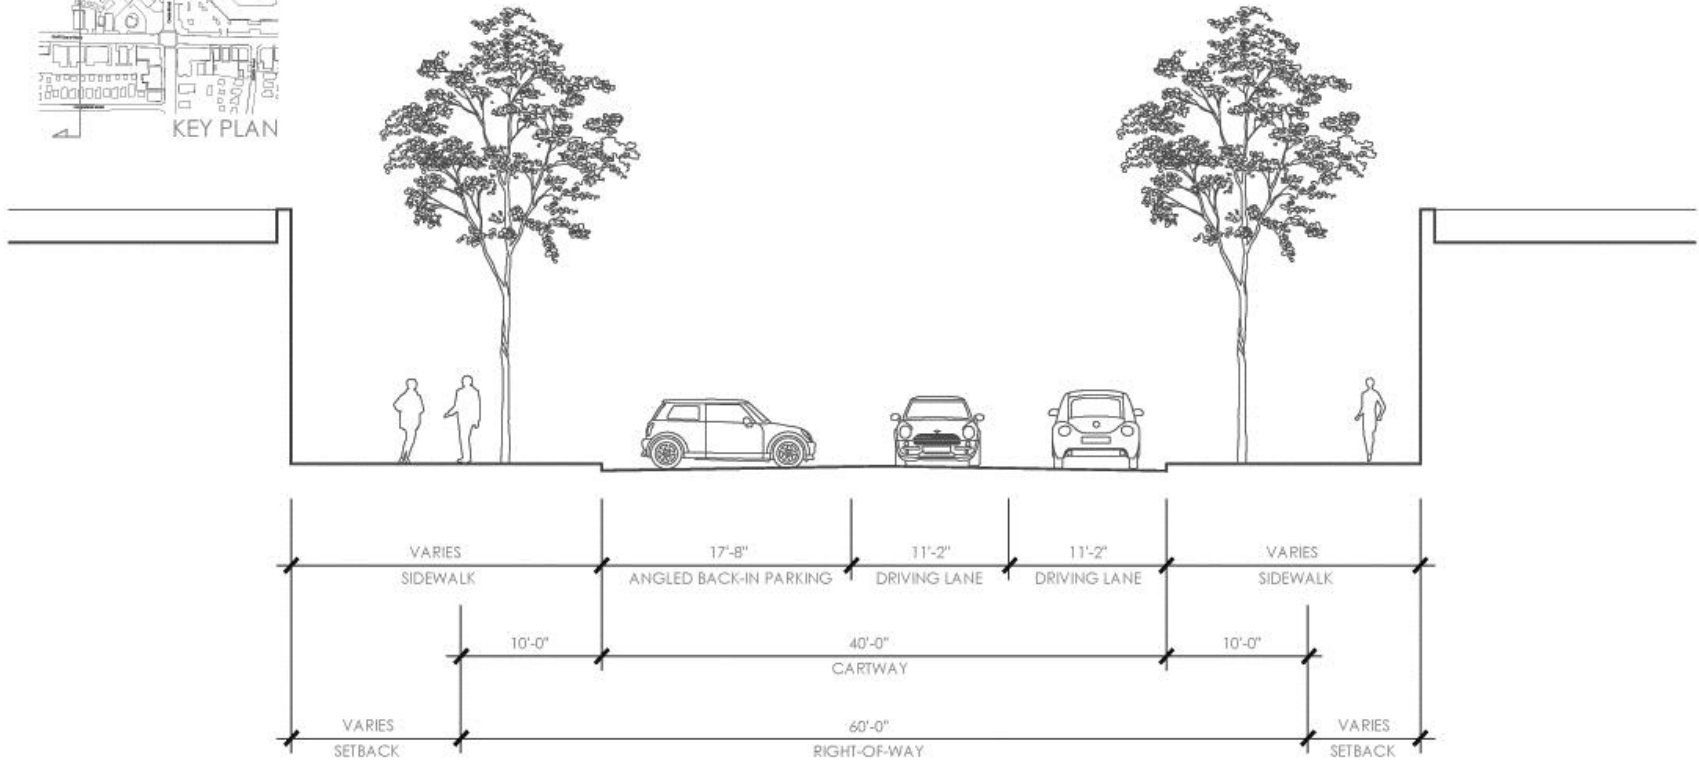 KEY PLAN
VARIES
SIDEWALK
17'-8"
ANGLED BACK-IN PARKING
11'-2"
DRIVING LANE
11'-2"
DRIVING LANE
VARIES
SIDEWALK
10'-0"
40'-0"
CARTWAY
10'-0"
VARIES
SETBACK
60'-0"
RIGHT-OF-WAY
VARIES
SETBACK